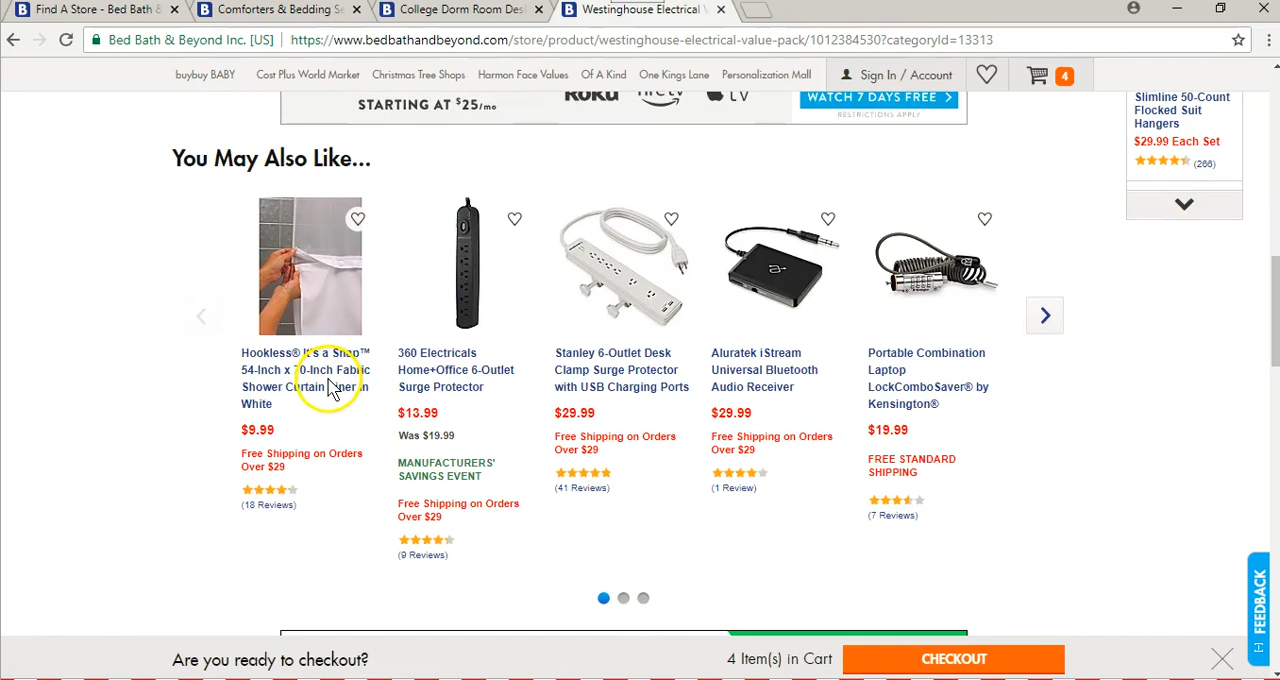 Find A Store - Bed Bath &
Comforters & Bedding Se
College Dorm Room Des
Westinghouse Electrical V
Bed Bath & Beyond Inc. [US]
https://www.bedbathandbeyond.com/store/product/westinghouse-electrical-value-pack/1012384530?categoryId=13313
buybuy BABY
Cost Plus World Market
Christmas Tree Shops
Harmon Face Values
Of A Kind
One Kings Lane
Personalization Mall
Sign In / Account
4
STARTING AT $25/mo
ROKU
fireTV
tv
WATCH 7 DAYS FREE >
RESTRICTIONS APPLY
Slimline 50-Count
Flocked Suit
Hangers
$29.99 Each Set
(266)
You May Also Like...
Hookless® It's a Snap™
54-Inch x 70-Inch Fabric
Shower Curtain Liner in
White
$9.99
Free Shipping on Orders
Over $29
(18 Reviews)
360 Electricals
Home+Office 6-Outlet
Surge Protector
$13.99
Was $19.99
MANUFACTURERS'
SAVINGS EVENT
Free Shipping on Orders
Over $29
(9 Reviews)
Stanley 6-Outlet Desk
Clamp Surge Protector
with USB Charging Ports
$29.99
Free Shipping on Orders
Over $29
(41 Reviews)
Aluratek iStream
Universal Bluetooth
Audio Receiver
$29.99
Free Shipping on Orders
Over $29
(1 Review)
Portable Combination
Laptop
LockComboSaver® by
Kensington®
$19.99
FREE STANDARD
SHIPPING
(7 Reviews)
FEEDBACK
Are you ready to checkout?
4 Item(s) in Cart
CHECKOUT